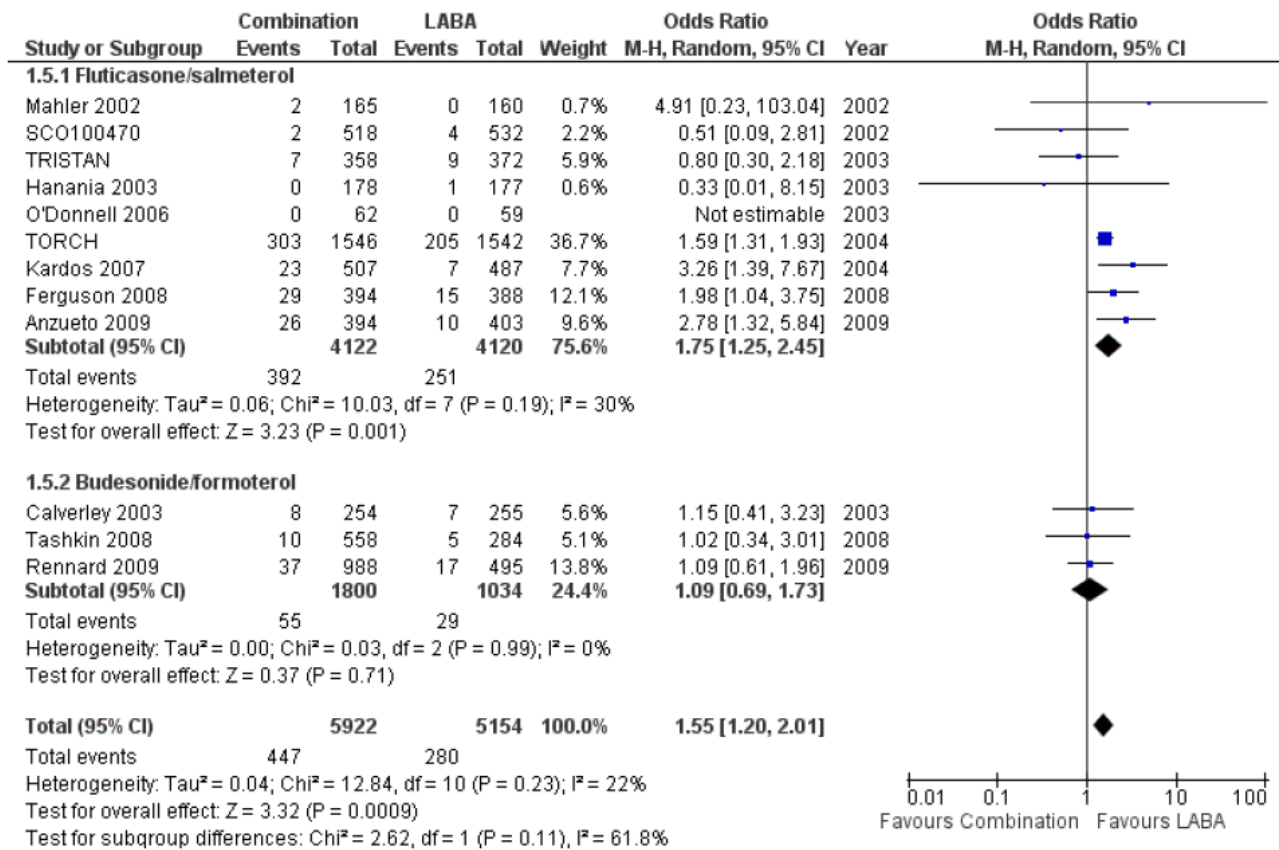 Combination LABA Odds Ratio Odds Ratio
Study or Subgroup Events Total Events Total Weight M-H, Random, 95% CI Year M-H, Random, 95% CI
1.5.1 Fluticasone/salmeterol
Mahler 2002 2 165 0 160 0.7% 4.91 [0.23, 103.04] 2002
SCO100470 2 518 4 532 2.2% 0.51 [0.09, 2.81] 2002
TRISTAN 7 358 9 372 5.9% 0.80 [0.30, 2.18] 2003
Hanania 2003 0 178 1 177 0.6% 0.33 [0.01, 8.15] 2003
O'Donnell 2006 0 62 0 59 Not estimable 2003
TORCH 303 1546 205 1542 36.7% 1.59 [1.31, 1.93] 2004
Kardos 2007 23 507 7 487 7.7% 3.26 [1.39, 7.67] 2004
Ferguson 2008 29 394 15 388 12.1% 1.98 [1.04, 3.75] 2008
Anzueto 2009 26 394 10 403 9.6% 2.78 [1.32, 5.84] 2009
Subtotal (95% CI) 4122 4120 75.6% 1.75 [1.25, 2.45]
Total events 392 251
Heterogeneity: Tau² = 0.06; Chi² = 10.03, df = 7 (P = 0.19); I² = 30%
Test for overall effect: Z = 3.23 (P = 0.001)
1.5.2 Budesonide/formoterol
Calverley 2003 8 254 7 255 5.6% 1.15 [0.41, 3.23] 2003
Tashkin 2008 10 558 5 284 5.1% 1.02 [0.34, 3.01] 2008
Rennard 2009 37 988 17 495 13.8% 1.09 [0.61, 1.96] 2009
Subtotal (95% CI) 1800 1034 24.4% 1.09 [0.69, 1.73]
Total events 55 29
Heterogeneity: Tau² = 0.00; Chi² = 0.03, df = 2 (P = 0.99); I² = 0%
Test for overall effect: Z = 0.37 (P = 0.71)
Total (95% CI) 5922 5154 100.0% 1.55 [1.20, 2.01]
Total events 447 280
Heterogeneity: Tau² = 0.04; Chi² = 12.84, df = 10 (P = 0.23); I² = 22%
Test for overall effect: Z = 3.32 (P = 0.0009)
Test for subgroup differences: Chi² = 2.62, df = 1 (P = 0.11), I² = 61.8%
0.01 0.1 1 10 100
Favours Combination Favours LABA